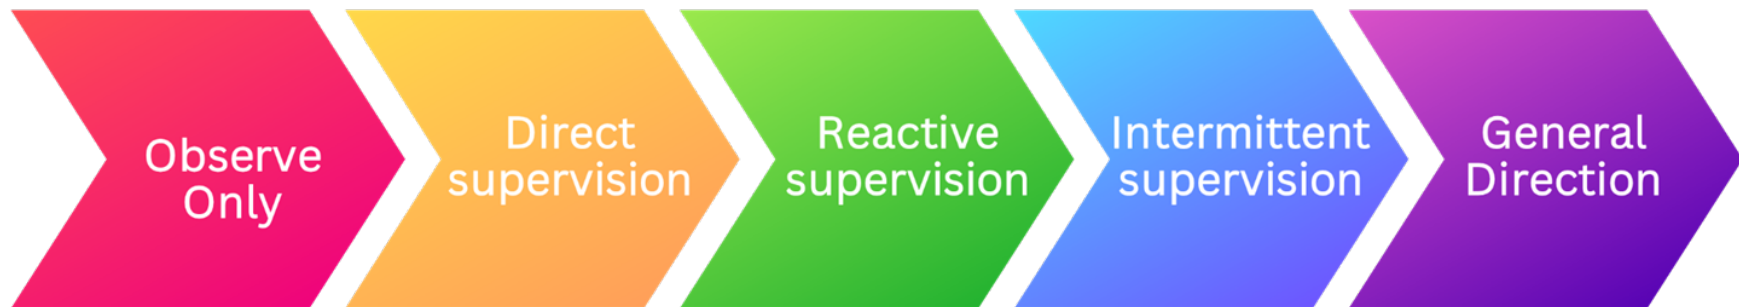 Observe
Only
Direct
supervision
Reactive
supervision
Intermittent
supervision
General
Direction